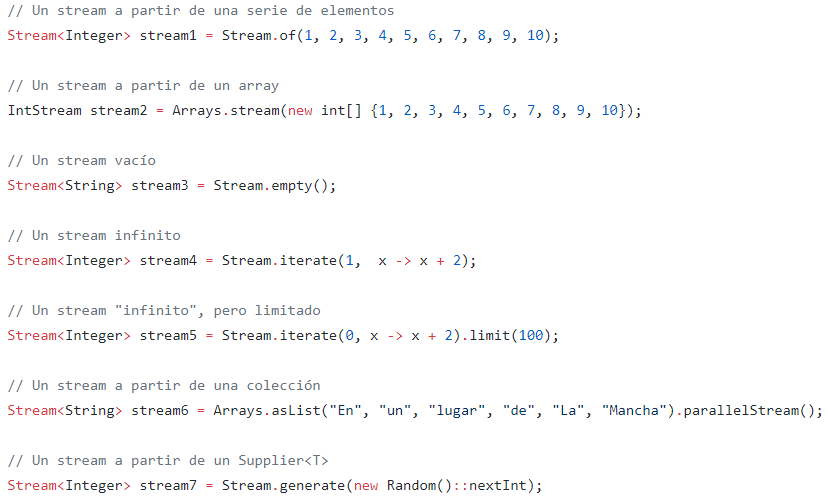 // Un stream a partir de una serie de elementos
Stream<Integer> stream1 = Stream.of(1, 2, 3, 4, 5, 6, 7, 8, 9, 10);
// Un stream a partir de un array
IntStream stream2 = Arrays.stream(new int[] {1, 2, 3, 4, 5, 6, 7, 8, 9, 10});
// Un stream vacío
Stream<String> stream3 = Stream.empty();
// Un stream infinito
Stream<Integer> stream4 = Stream.iterate(1,  x -> x + 2);
// Un stream "infinito", pero limitado
Stream<Integer> stream5 = Stream.iterate(0, x -> x + 2).limit(100);
// Un stream a partir de una colección
Stream<String> stream6 = Arrays.asList("En", "un", "lugar", "de", "La", "Mancha").parallelStream();
// Un stream a partir de un Supplier<T>
Stream<Integer> stream7 = Stream.generate(new Random()::nextInt);